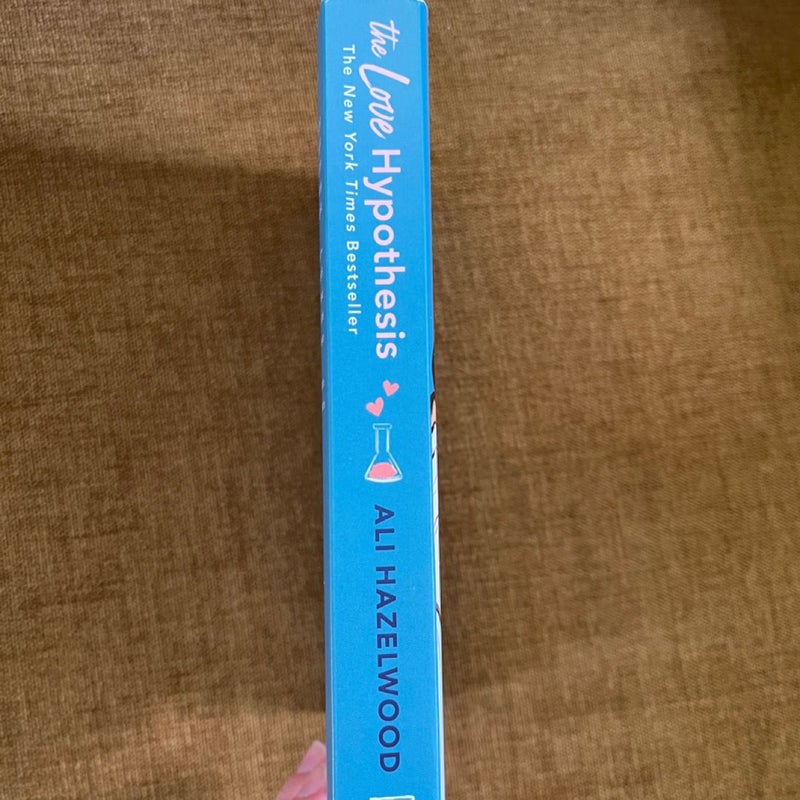 the Love Hypothesis
The New York Times Bestseller
ALI HAZELWOOD